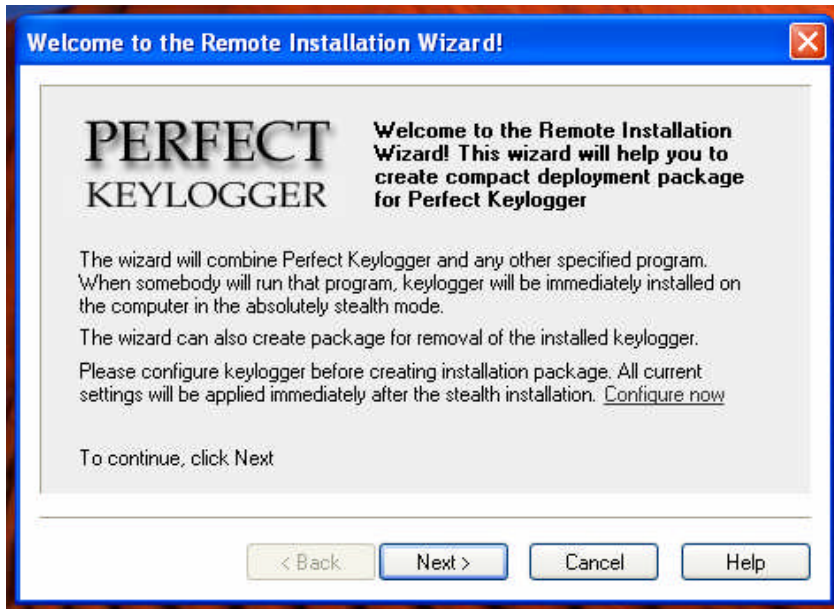 Welcome to the Remote Installation Wizard!
PERFECT
KEYLOGGER
Welcome to the Remote Installation
Wizard! This wizard will help you to
create compact deployment package
for Perfect Keylogger
The wizard will combine Perfect Keylogger and any other specified program.
When somebody will run that program, keylogger will be immediately installed on
the computer in the absolutely stealth mode.
The wizard can also create package for removal of the installed keylogger.
Please configure keylogger before creating installation package. All current
settings will be applied immediately after the stealth installation. Configure now
To continue, click Next
< Back
Next >
Cancel
Help